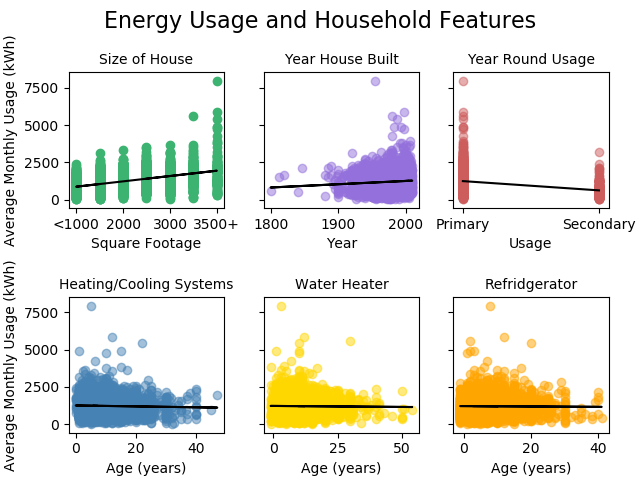 Energy Usage and Household Features
Size of House
Year House Built
Year Round Usage
Average Monthly Usage (kWh)
7500
5000
2500
0
<1000 2000 3000 3500+
1800 1900 2000
Primary Secondary
Square Footage
Year
Usage
Heating/Cooling Systems
Water Heater
Refridgerator
Average Monthly Usage (kWh)
7500
5000
2500
0
0 20 40
0 25 50
0 20 40
Age (years)
Age (years)
Age (years)